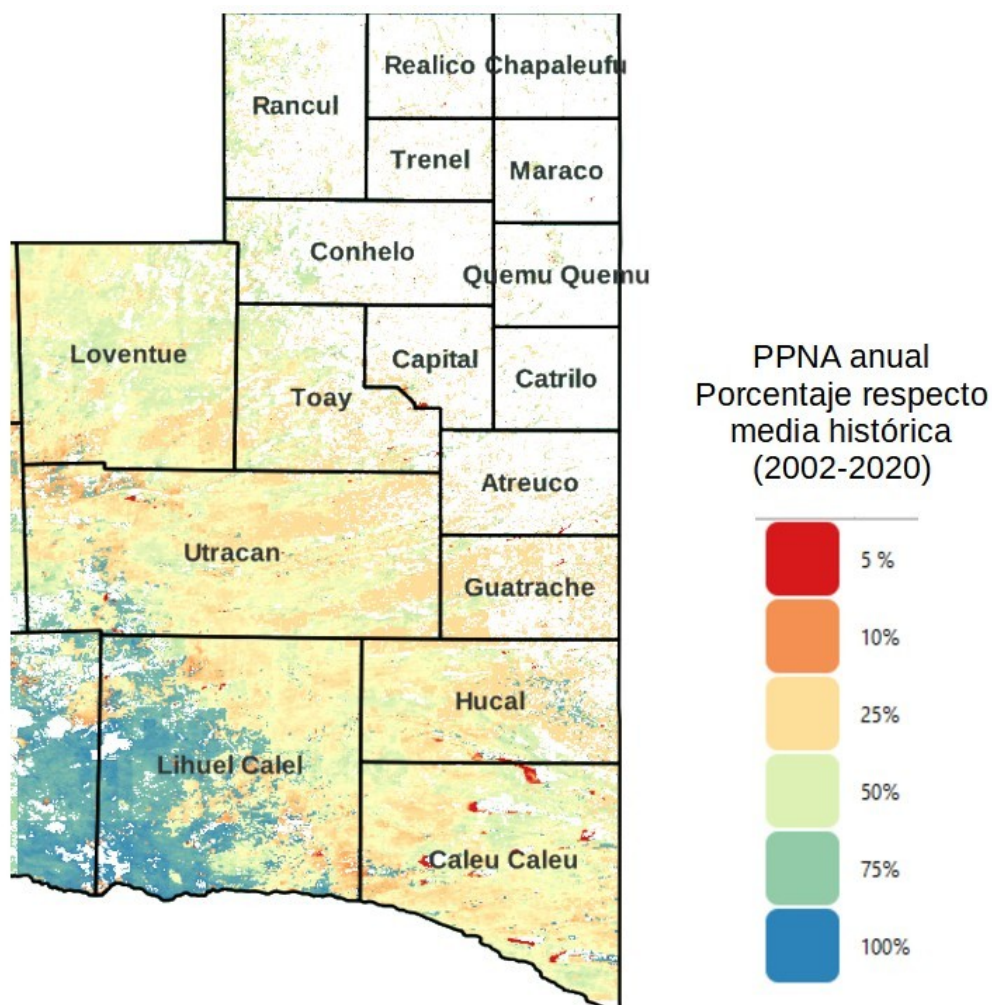 Realico
Chapaleufu
Rancul
Trenel
Maraco
Conhelo
Quemu Quemu
Loventue
Capital
Toay
Catrilo
Atreuco
Utracan
Guatrache
Hucal
Lihuel Calel
Caleu Caleu
PPNA anual
Porcentaje respecto
media histórica
(2002-2020)
5 %
10%
25%
50%
75%
100%